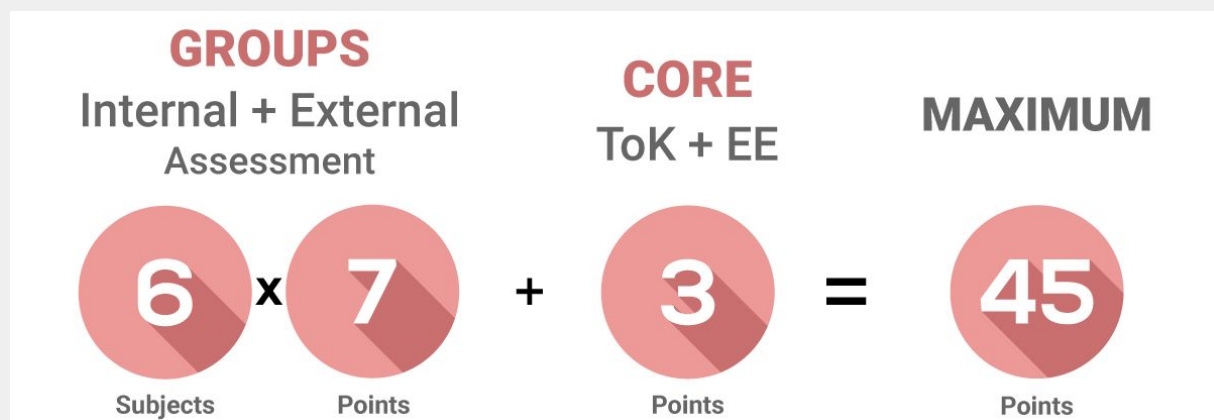 GROUPS
Internal + External
Assessment
CORE
ToK + EE
MAXIMUM
6 x 7 + 3 = 45
Subjects Points Points Points